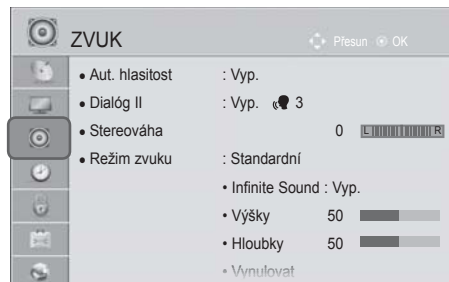 ZVUK
Přesun OK
• Aut. hlasitost : Vyp.
• Dialóg II : Vyp. 3
• Stereováha 0 L R
• Režim zvuku : Standardní
• Infinite Sound : Vyp.
• Výšky 50
• Hloubky 50
• Vynulovat